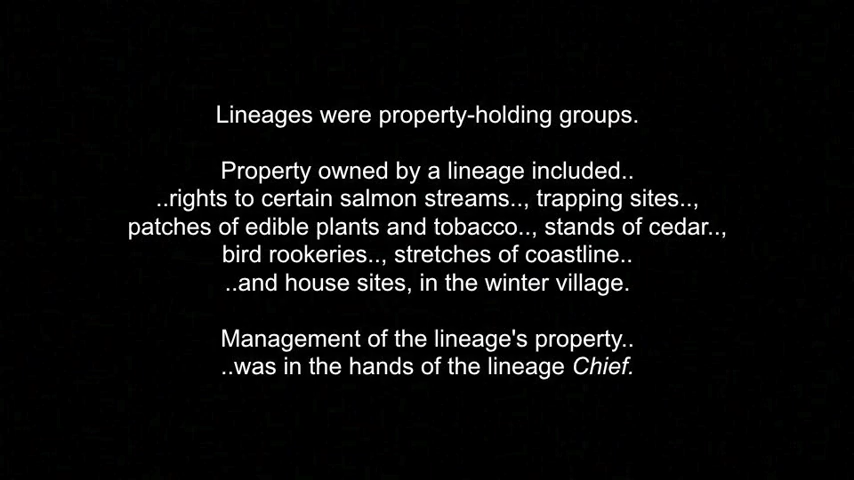 Lineages were property-holding groups.
Property owned by a lineage included..
..rights to certain salmon streams.., trapping sites..,
patches of edible plants and tobacco.., stands of cedar..,
bird rookeries.., stretches of coastline..
..and house sites, in the winter village.
Management of the lineage's property..
..was in the hands of the lineage Chief.